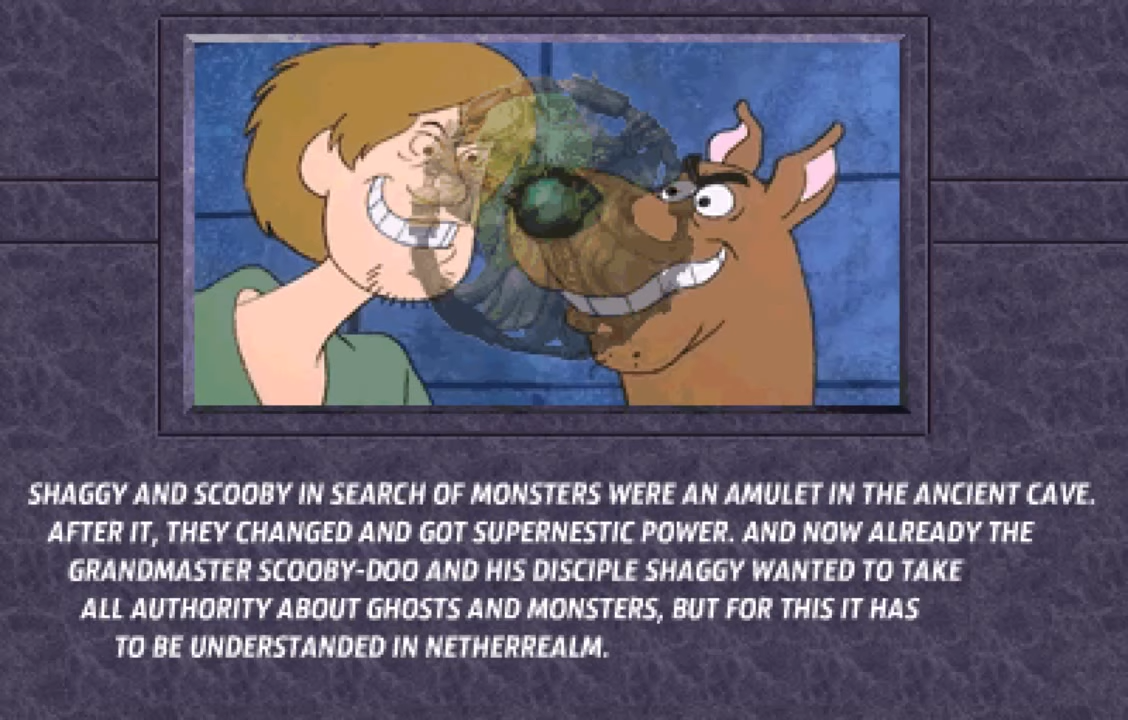 SHAGGY AND SCOOBY IN SEARCH OF MONSTERS WERE AN AMULET IN THE ANCIENT CAVE.
AFTER IT, THEY CHANGED AND GOT SUPERNESTIC POWER. AND NOW ALREADY THE
GRANDMASTER SCOOBY-DOO AND HIS DISCIPLE SHAGGY WANTED TO TAKE
ALL AUTHORITY ABOUT GHOSTS AND MONSTERS, BUT FOR THIS IT HAS
TO BE UNDERSTANDED IN NETHERREALM.